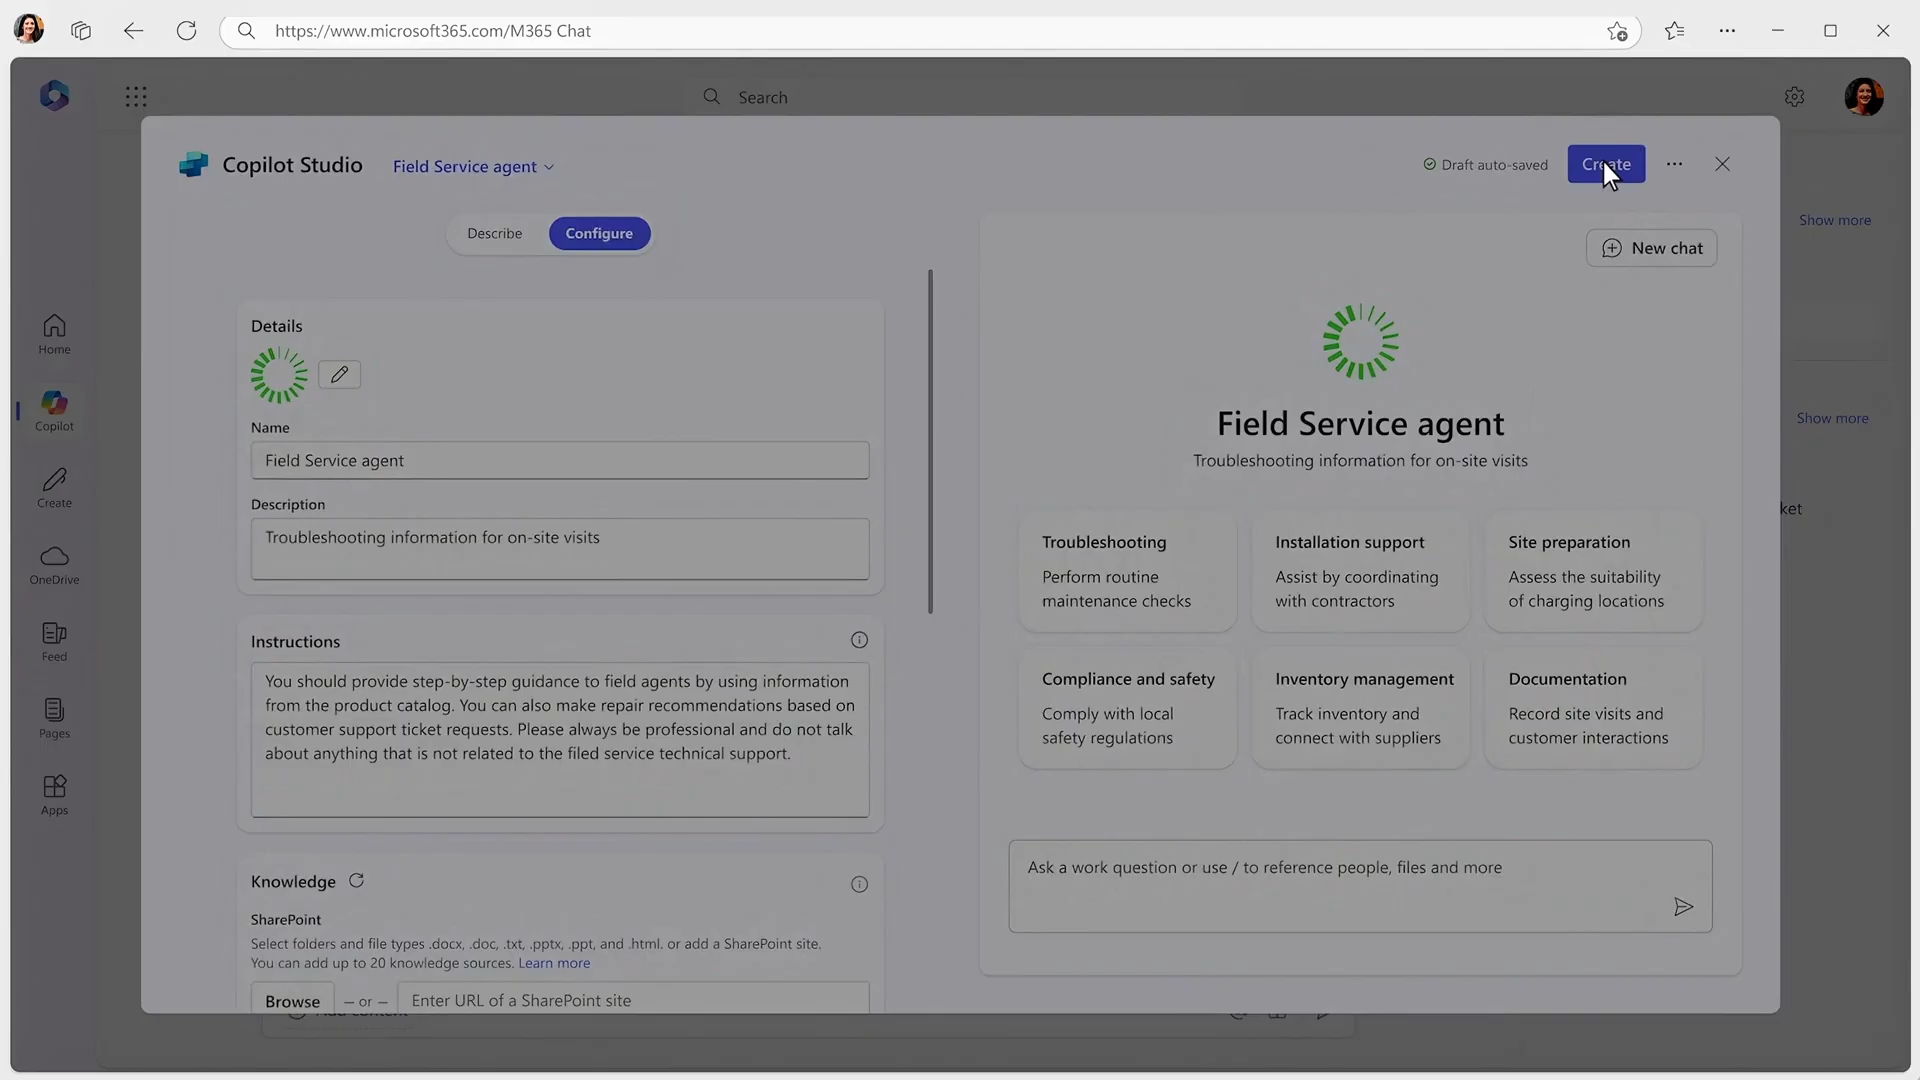 https://www.microsoft365.com/M365 Chat
Search
Copilot Studio
Field Service agent
Draft auto-saved
Create
Show more
Describe
Configure
New chat
Home
Copilot
Create
OneDrive
Feed
Pages
Apps
Details
Name
Field Service agent
Description
Troubleshooting information for on-site visits
Instructions
You should provide step-by-step guidance to field agents by using information
from the product catalog. You can also make repair recommendations based on
customer support ticket requests. Please always be professional and do not talk
about anything that is not related to the filed service technical support.
Knowledge
SharePoint
Select folders and file types .docx, .doc, .txt, .pptx, .ppt, and .html. or add a SharePoint site.
You can add up to 20 knowledge sources. Learn more
Browse – or – Enter URL of a SharePoint site
Add content
Field Service agent
Troubleshooting information for on-site visits
Troubleshooting
Perform routine
maintenance checks
Installation support
Assist by coordinating
with contractors
Site preparation
Assess the suitability
of charging locations
Compliance and safety
Comply with local
safety regulations
Inventory management
Track inventory and
connect with suppliers
Documentation
Record site visits and
customer interactions
Ask a work question or use / to reference people, files and more
Show more
ket